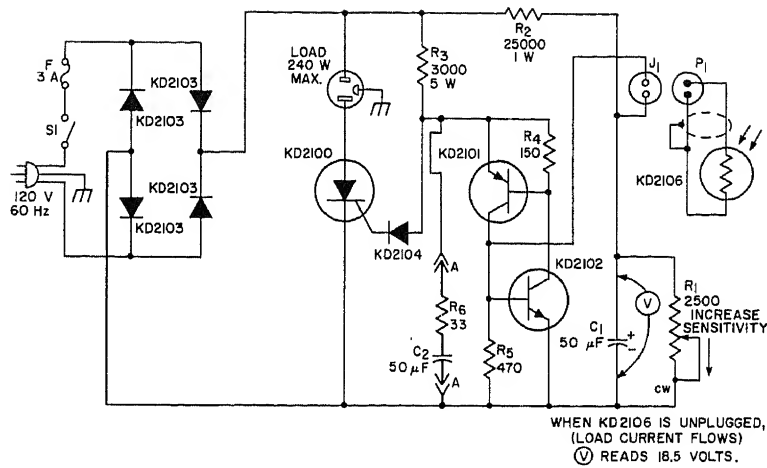 F
3 A
S1
120 V
60 Hz
KD2103
KD2103
KD2103
KD2103
LOAD
240 W
MAX.
KD2100
R3
3000
5 W
KD2104
A
R6
33
C2
50 µF
A
KD2101
R4
150
KD2102
R5
470
R2
25000
1 W
J1
P1
KD2106
C1
50 µF
+
–
V
R1
2500
INCREASE
SENSITIVITY
CW
WHEN KD2106 IS UNPLUGGED,
(LOAD CURRENT FLOWS)
V READS 18.5 VOLTS.